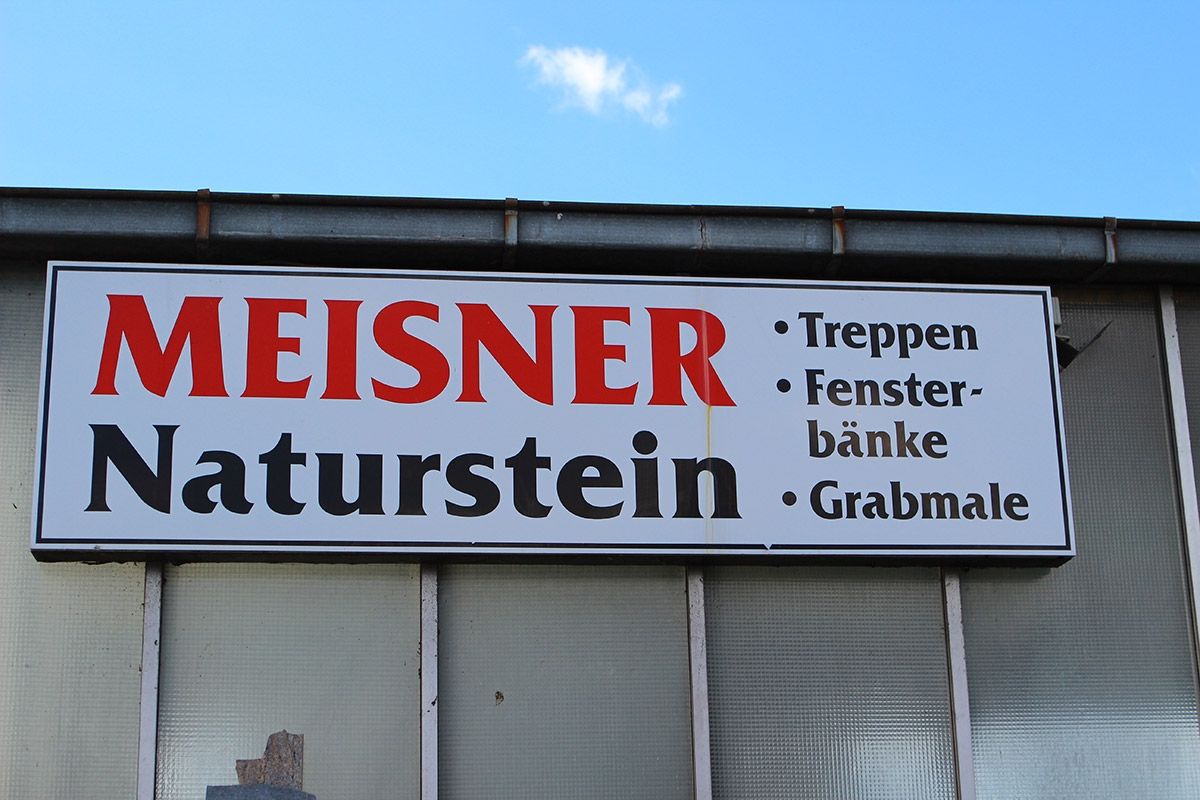 MEISNER
Naturstein
• Treppen
• Fenster-
bänke
• Grabmale